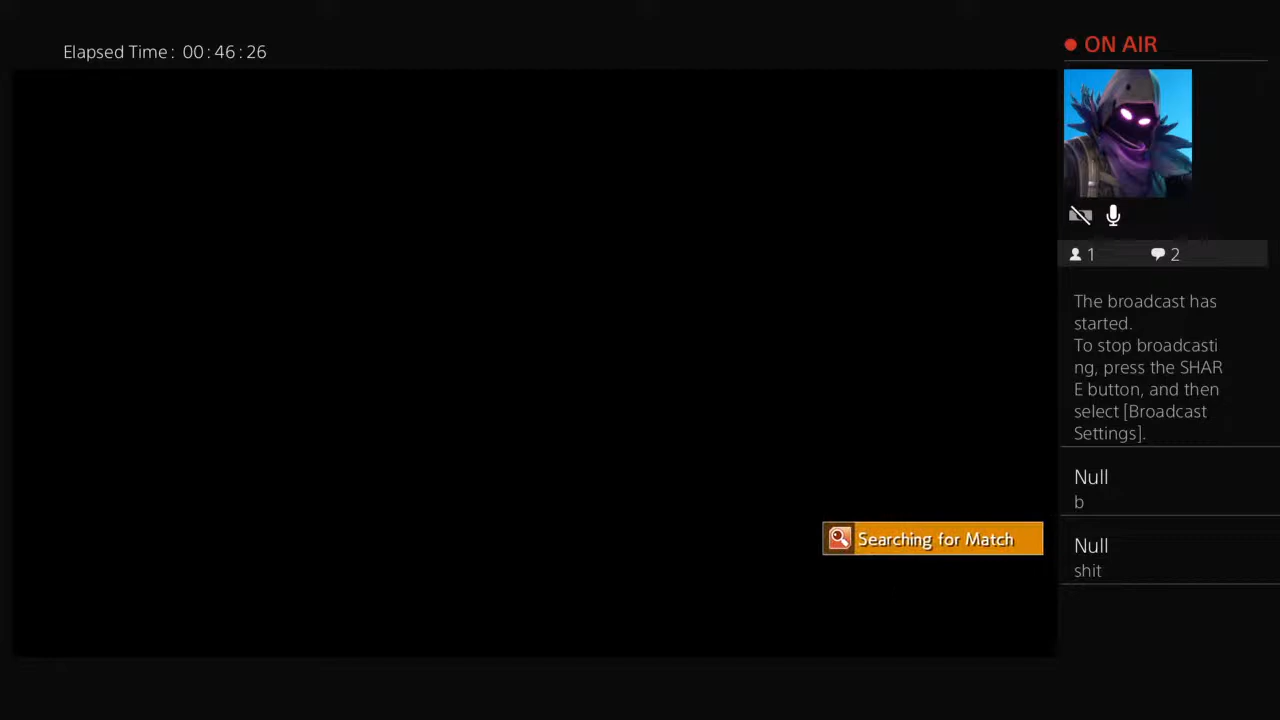 Elapsed Time: 00:46:26
ON AIR
1 2
The broadcast has
started.
To stop broadcasti
ng, press the SHAR
E button, and then
select [Broadcast
Settings].
Null
b
Searching for Match
Null
shit